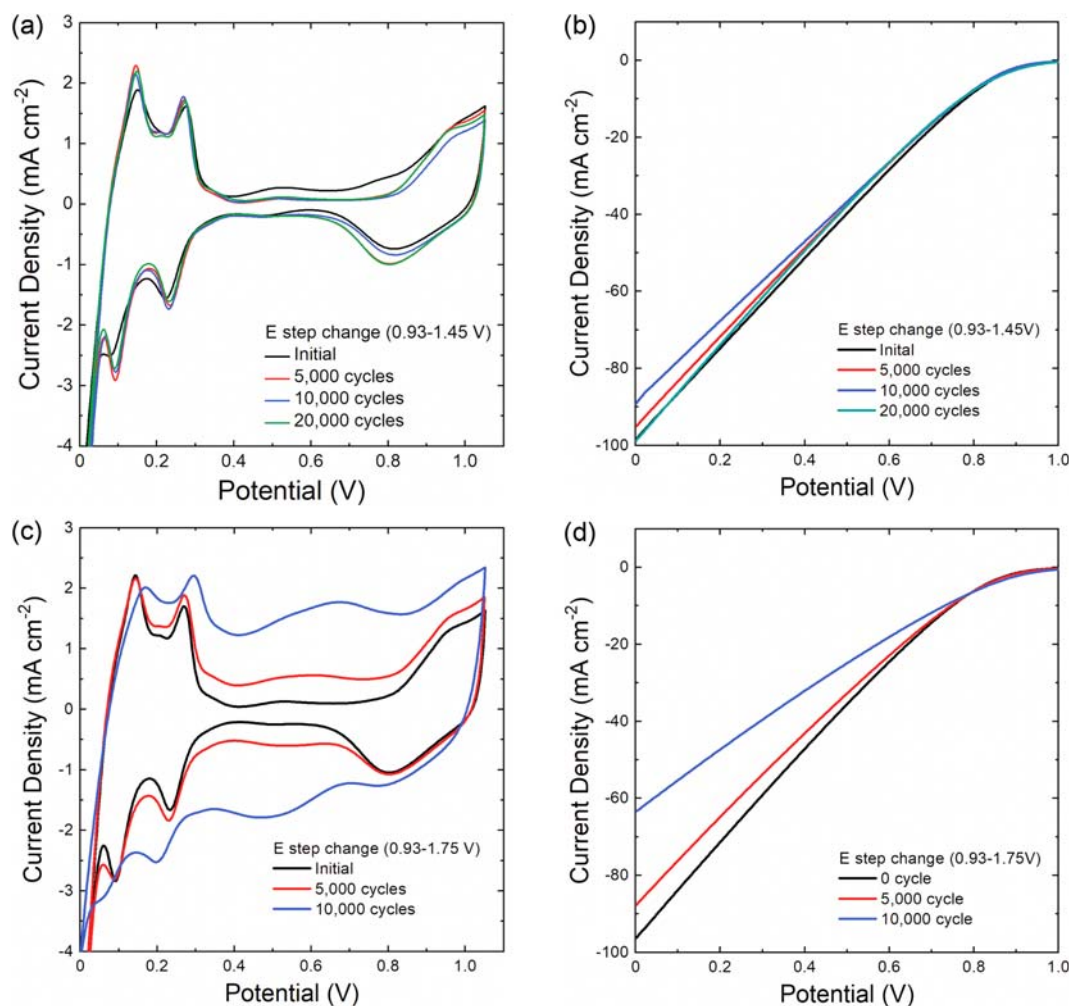 (a)
3
2
1
0
-1
-2
-3
-4
Current Density (mA cm-2)
E step change (0.93-1.45 V)
Initial
5,000 cycles
10,000 cycles
20,000 cycles
0 0.2 0.4 0.6 0.8 1.0
Potential (V)
(b)
0
-20
-40
-60
-80
-100
Current Density (mA cm-2)
E step change (0.93-1.45V)
Inital
5,000 cycles
10,000 cycles
20,000 cycles
0 0.2 0.4 0.6 0.8 1.0
Potential (V)
(c)
3
2
1
0
-1
-2
-3
-4
Current Density (mA cm-2)
E step change (0.93-1.75 V)
Initial
5,000 cycles
10,000 cycles
0 0.2 0.4 0.6 0.8 1.0
Potential (V)
(d)
0
-20
-40
-60
-80
-100
Current Density (mA cm-2)
E step change (0.93-1.75V)
0 cycle
5,000 cycle
10,000 cycle
0 0.2 0.4 0.6 0.8 1.0
Potential (V)